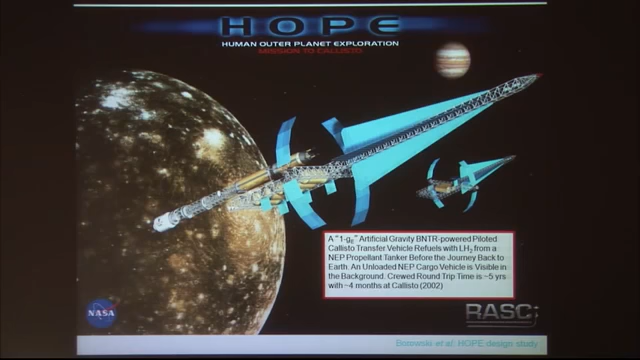 HOPE
HUMAN OUTER PLANET EXPLORATION
MISSION TO CALLISTO
A "1-gE" Artificial Gravity BNTR-powered Piloted
Callisto Transfer Vehicle Refuels with LH2 from a
NEP Propellant Tanker Before the Journey Back to
Earth. An Unloaded NEP Cargo Vehicle is Visible in
the Background. Crewed Round Trip Time is ~5 yrs
with ~4 months at Callisto (2002)
NASA
RASC
Borowski et al. HOPE design study